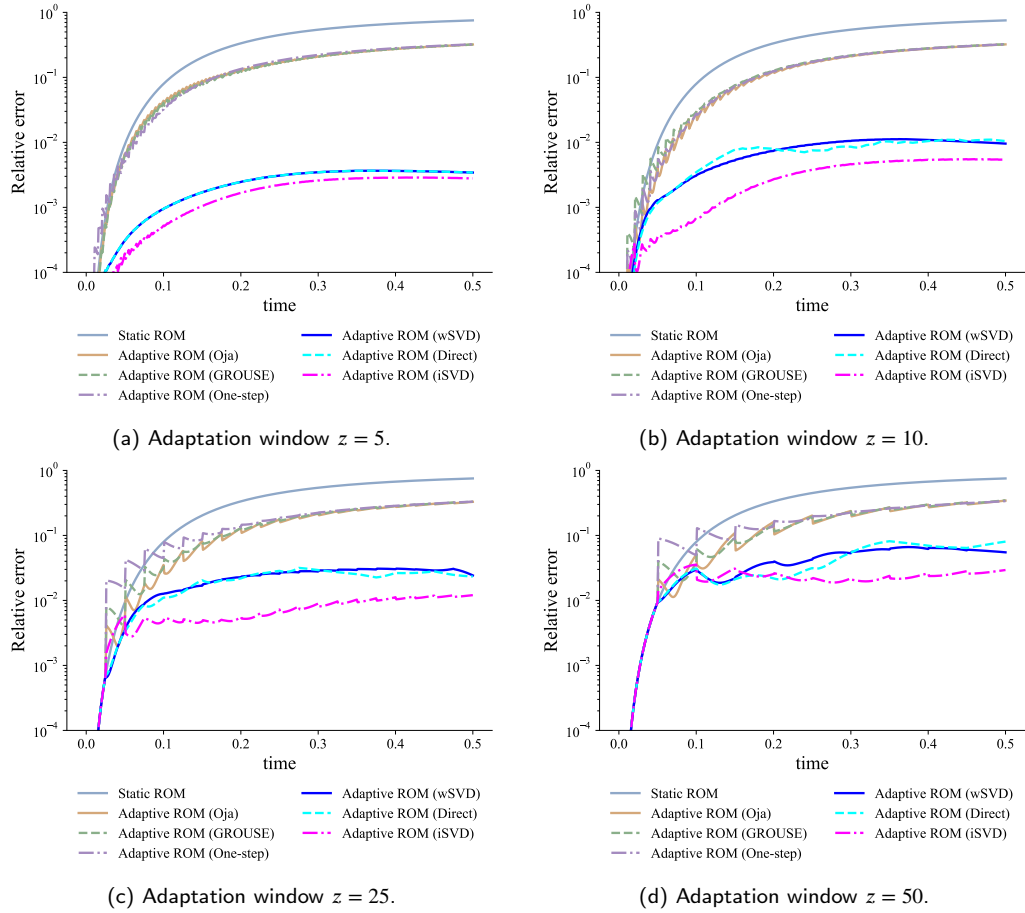 10⁰
10⁻¹
10⁻²
10⁻³
10⁻⁴
Relative error
0.0 0.1 0.2 0.3 0.4 0.5
time
Static ROM
Adaptive ROM (Oja)
Adaptive ROM (GROUSE)
Adaptive ROM (One-step)
Adaptive ROM (wSVD)
Adaptive ROM (Direct)
Adaptive ROM (iSVD)
(a) Adaptation window z = 5.
10⁰
10⁻¹
10⁻²
10⁻³
10⁻⁴
Relative error
0.0 0.1 0.2 0.3 0.4 0.5
time
Static ROM
Adaptive ROM (Oja)
Adaptive ROM (GROUSE)
Adaptive ROM (One-step)
Adaptive ROM (wSVD)
Adaptive ROM (Direct)
Adaptive ROM (iSVD)
(b) Adaptation window z = 10.
10⁰
10⁻¹
10⁻²
10⁻³
10⁻⁴
Relative error
0.0 0.1 0.2 0.3 0.4 0.5
time
Static ROM
Adaptive ROM (Oja)
Adaptive ROM (GROUSE)
Adaptive ROM (One-step)
Adaptive ROM (wSVD)
Adaptive ROM (Direct)
Adaptive ROM (iSVD)
(c) Adaptation window z = 25.
10⁰
10⁻¹
10⁻²
10⁻³
10⁻⁴
Relative error
0.0 0.1 0.2 0.3 0.4 0.5
time
Static ROM
Adaptive ROM (Oja)
Adaptive ROM (GROUSE)
Adaptive ROM (One-step)
Adaptive ROM (wSVD)
Adaptive ROM (Direct)
Adaptive ROM (iSVD)
(d) Adaptation window z = 50.